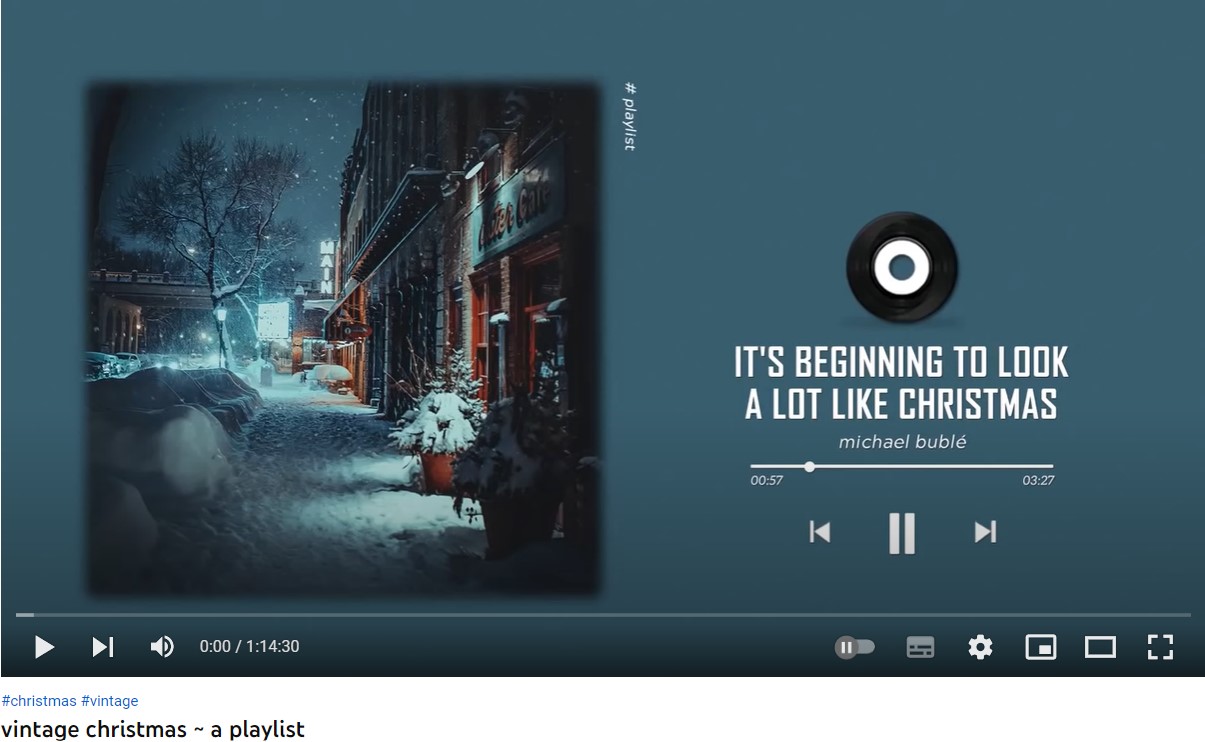 # playlist
Cafe
IT'S BEGINNING TO LOOK
A LOT LIKE CHRISTMAS
michael bublé
00:57
03:27
0:00 / 1:14:30
#christmas #vintage
vintage christmas ~ a playlist